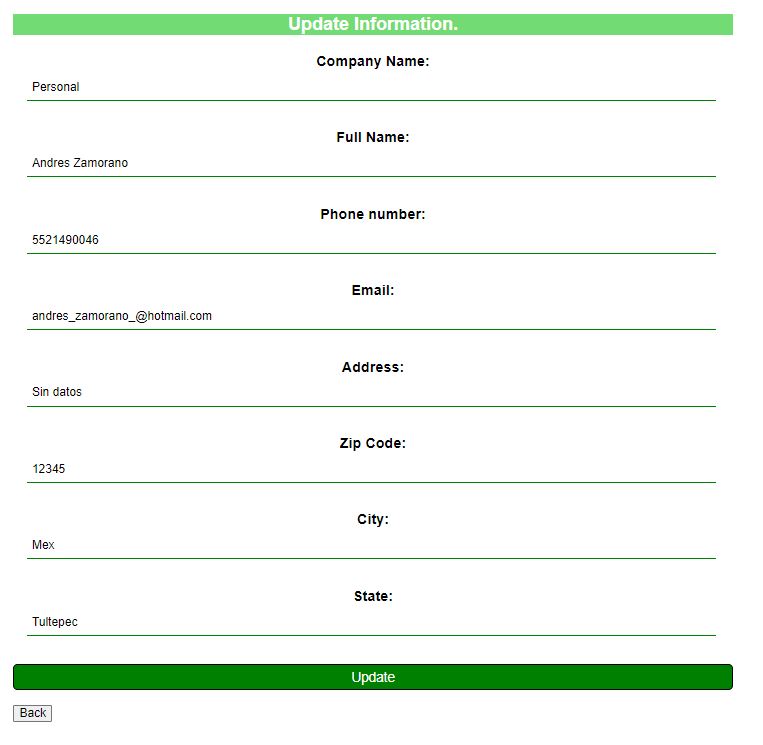 Update Information.
Company Name:
Personal
Full Name:
Andres Zamorano
Phone number:
5521490046
Email:
andres_zamorano_@hotmail.com
Address:
Sin datos
Zip Code:
12345
City:
Mex
State:
Tultepec
Update
Back